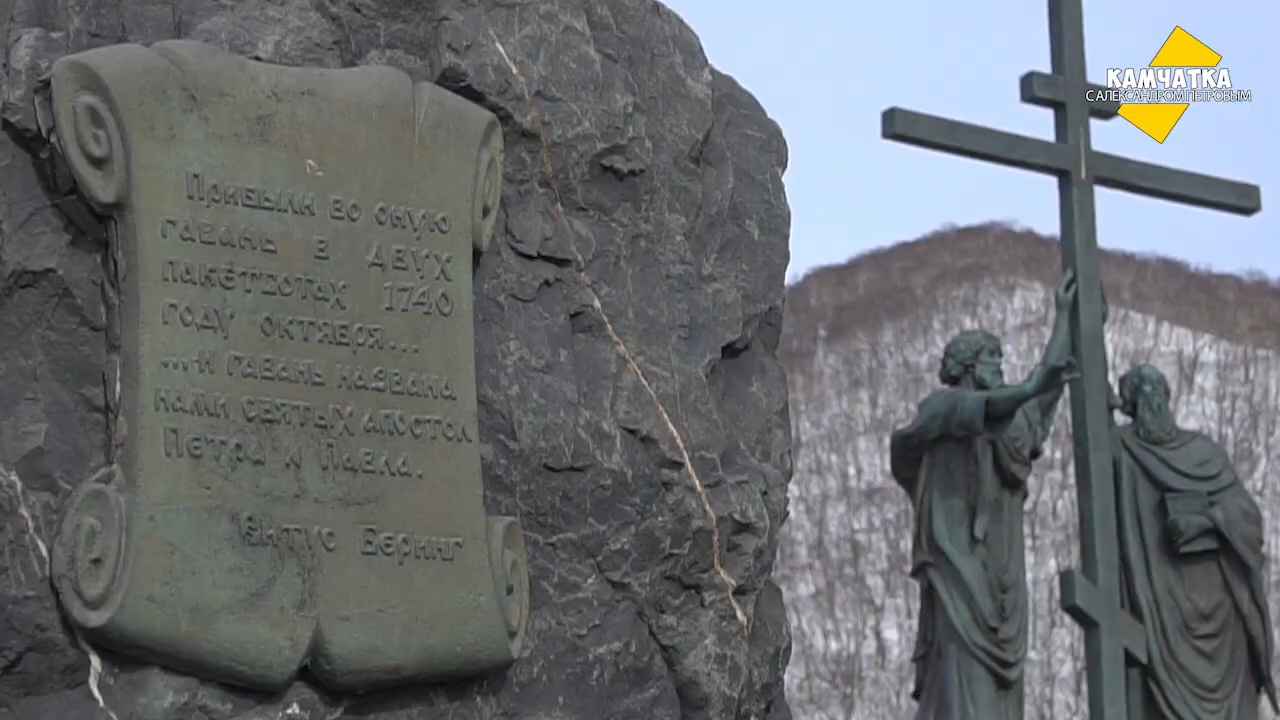 Прибыли во оную
гавань в двух
пакетботах 1740
году октября...
...и гавань названа
нами святых апостол
Петра и Павла.
Витус Беринг
КАМЧАТКА
С АЛЕКСАНДРОМ ПЕТРОВЫМ